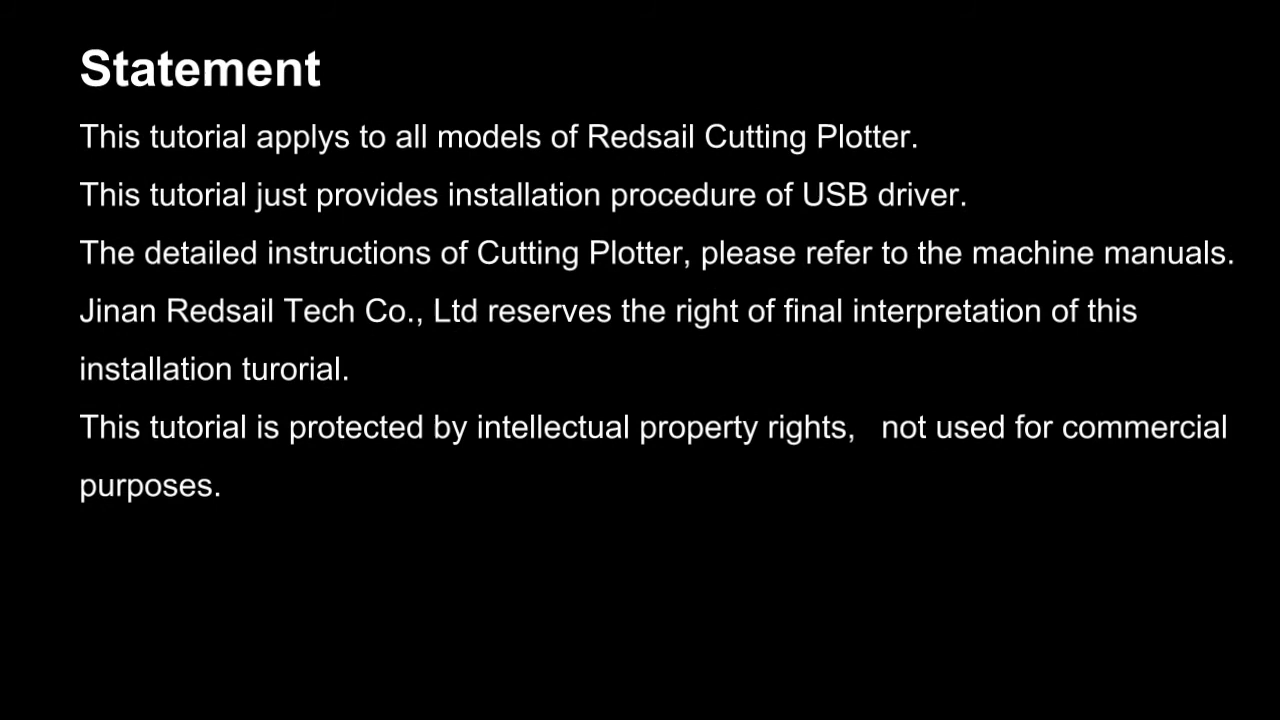 Statement
This tutorial applys to all models of Redsail Cutting Plotter.
This tutorial just provides installation procedure of USB driver.
The detailed instructions of Cutting Plotter, please refer to the machine manuals.
Jinan Redsail Tech Co., Ltd reserves the right of final interpretation of this
installation turorial.
This tutorial is protected by intellectual property rights,   not used for commercial
purposes.